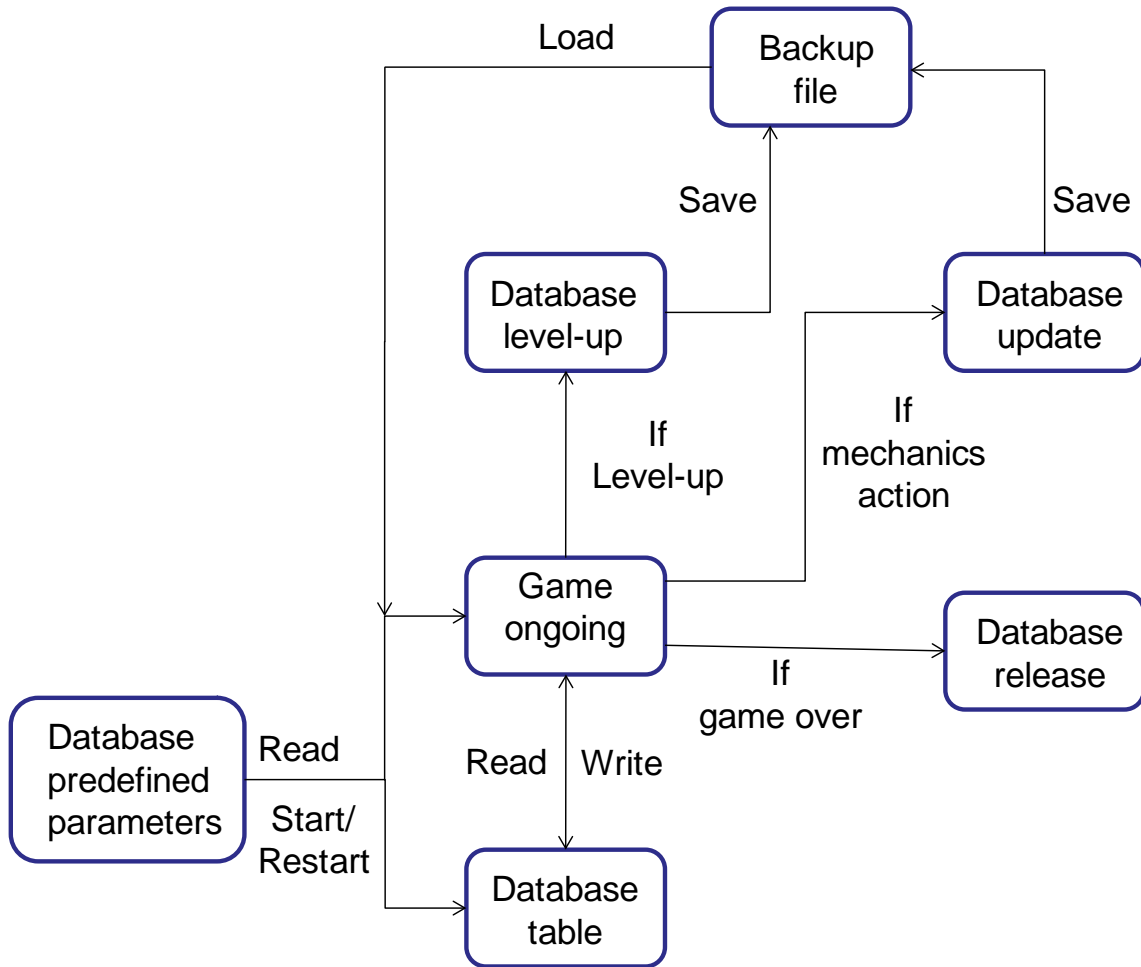 Load
Backup
file
Save
Save
Database
level-up
Database
update
If
Level-up
If
mechanics
action
Game
ongoing
Database
release
If
game over
Database
predefined
parameters
Read
Start/
Restart
Read
Write
Database
table